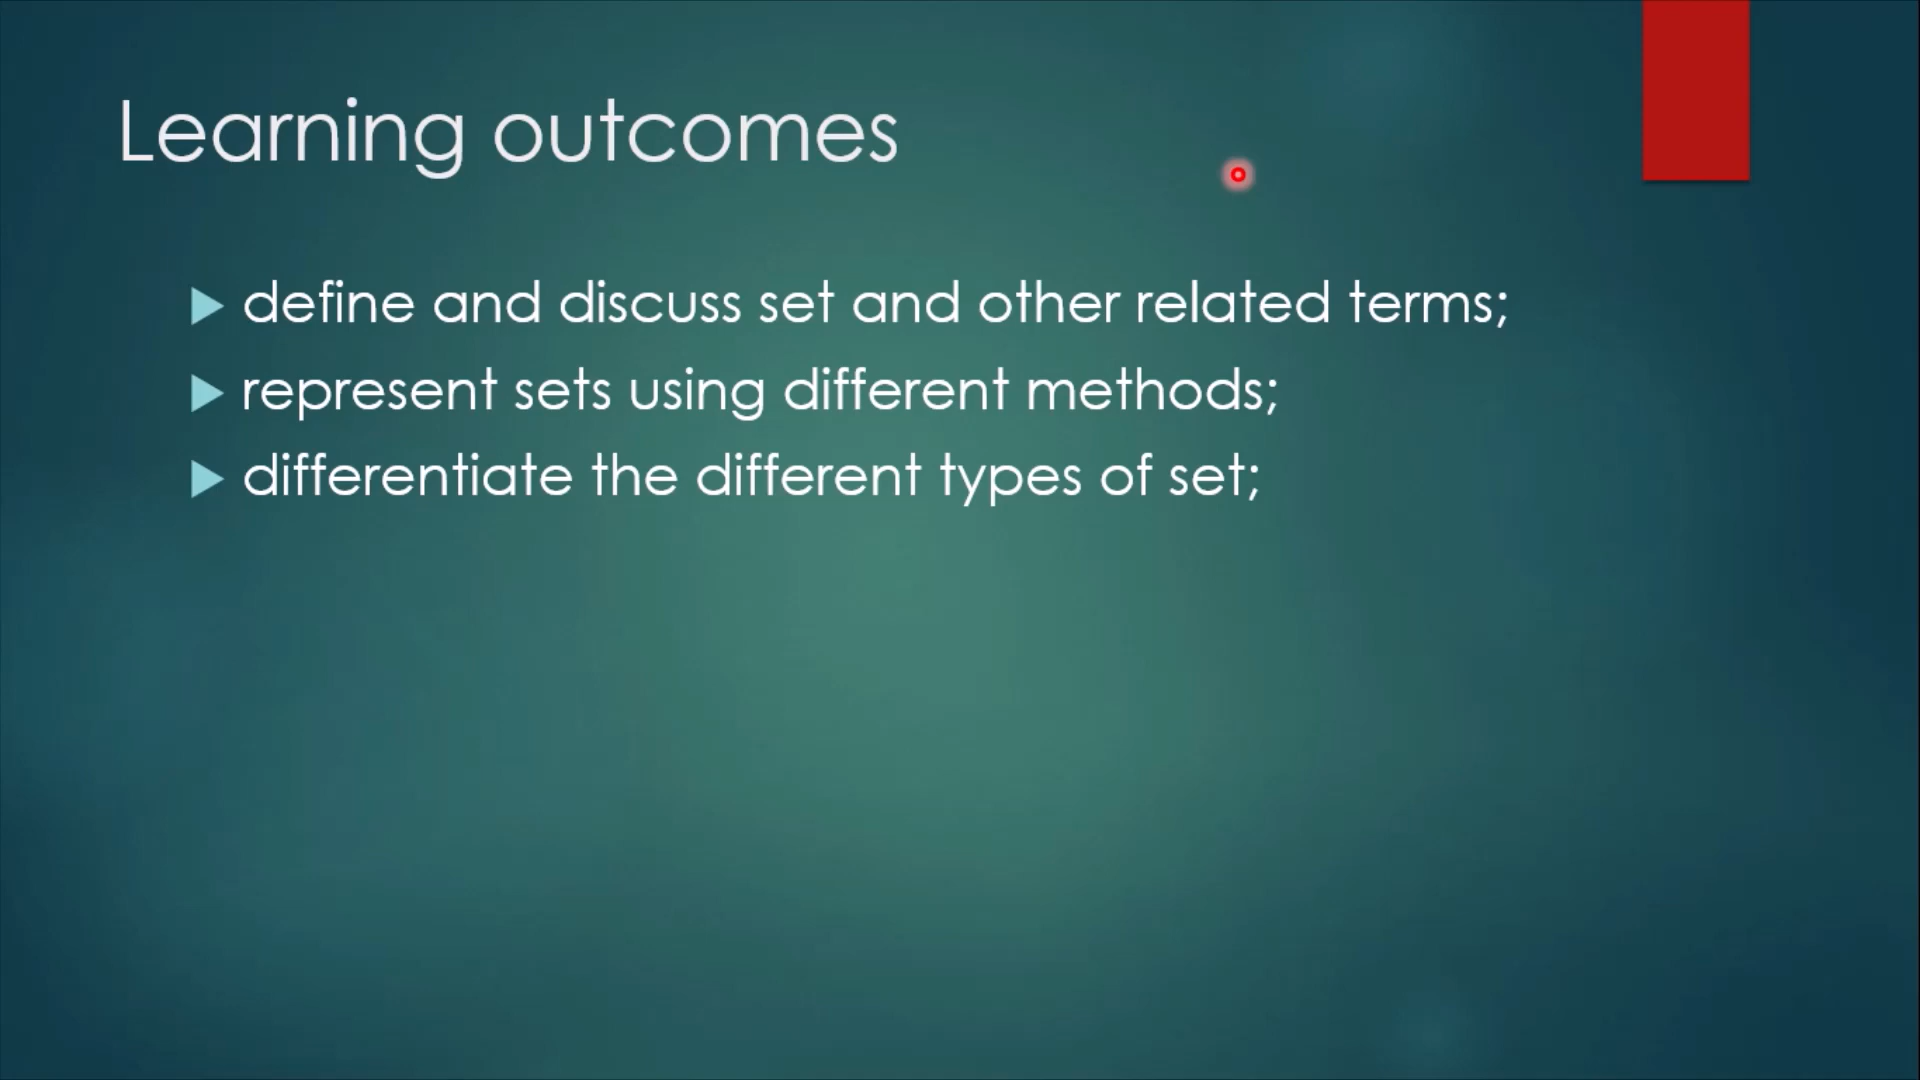 Learning outcomes
define and discuss set and other related terms;
represent sets using different methods;
differentiate the different types of set;